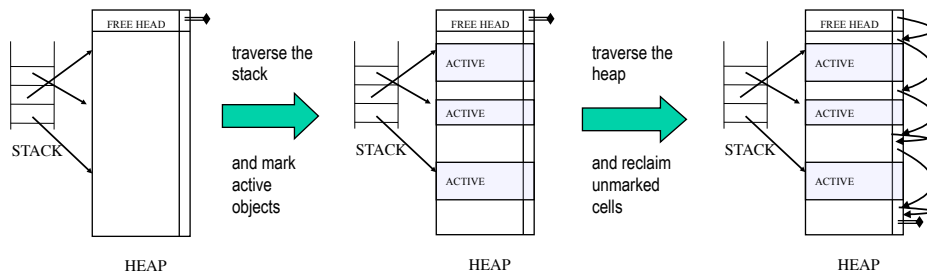 FREE HEAD
STACK
HEAP
traverse the
stack
and mark
active
objects
FREE HEAD
ACTIVE
ACTIVE
ACTIVE
STACK
HEAP
traverse the
heap
and reclaim
unmarked
cells
FREE HEAD
ACTIVE
ACTIVE
ACTIVE
STACK
HEAP